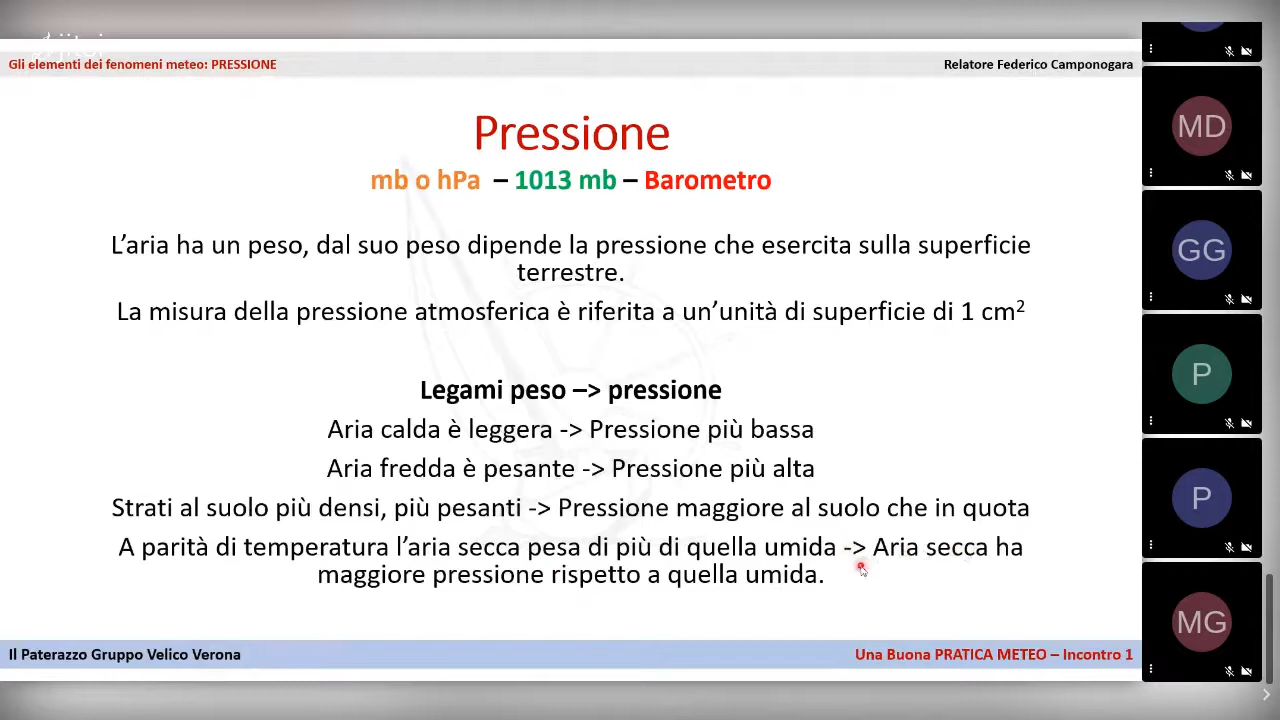 Gli elementi dei fenomeni meteo: PRESSIONE
Relatore Federico Camponogara
Pressione
mb o hPa – 1013 mb – Barometro
L'aria ha un peso, dal suo peso dipende la pressione che esercita sulla superficie
terrestre.
La misura della pressione atmosferica è riferita a un'unità di superficie di 1 cm²
Legami peso –> pressione
Aria calda è leggera -> Pressione più bassa
Aria fredda è pesante -> Pressione più alta
Strati al suolo più densi, più pesanti -> Pressione maggiore al suolo che in quota
A parità di temperatura l'aria secca pesa di più di quella umida -> Aria secca ha
maggiore pressione rispetto a quella umida.
Il Paterazzo Gruppo Velico Verona
Una Buona PRATICA METEO – Incontro 1
MD
GG
P
P
MG